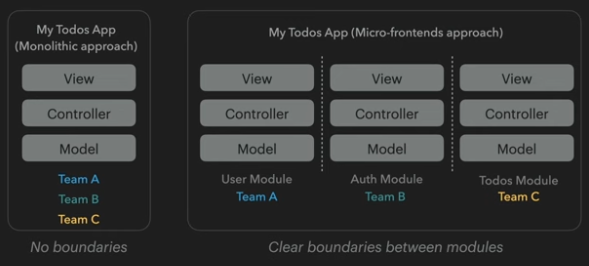 My Todos App
(Monolithic approach)
View
Controller
Model
Team A
Team B
Team C
No boundaries
My Todos App (Micro-frontends approach)
View
Controller
Model
User Module
Team A
View
Controller
Model
Auth Module
Team B
View
Controller
Model
Todos Module
Team C
Clear boundaries between modules